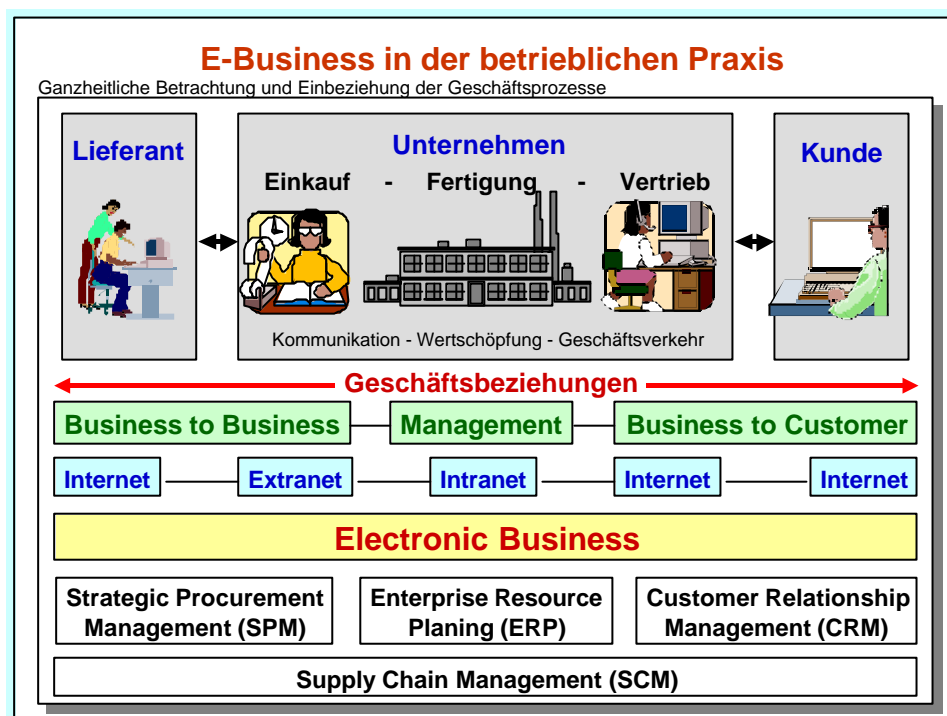 E-Business in der betrieblichen Praxis
Ganzheitliche Betrachtung und Einbeziehung der Geschäftsprozesse
Lieferant
Unternehmen
Einkauf - Fertigung - Vertrieb
Kommunikation - Wertschöpfung - Geschäftsverkehr
Kunde
Geschäftsbeziehungen
Business to Business
Management
Business to Customer
Internet
Extranet
Intranet
Internet
Internet
Electronic Business
Strategic Procurement
Management (SPM)
Enterprise Resource
Planing (ERP)
Customer Relationship
Management (CRM)
Supply Chain Management (SCM)